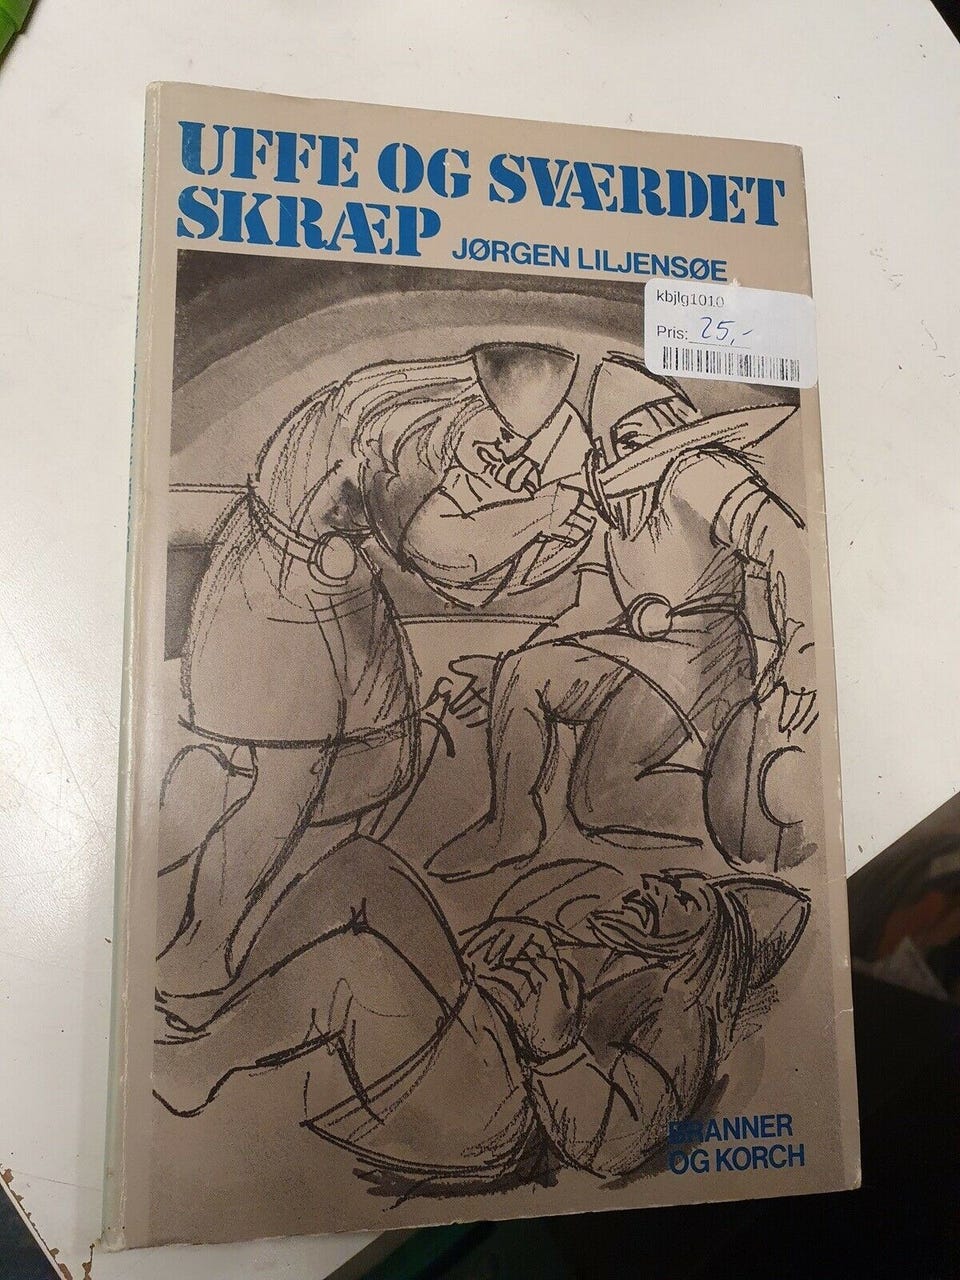 UFFE OG SVÆRDET
SKRÆP JØRGEN LILJENSØE
kbjlg1010
Pris: 25,-
BRANNER
OG KORCH